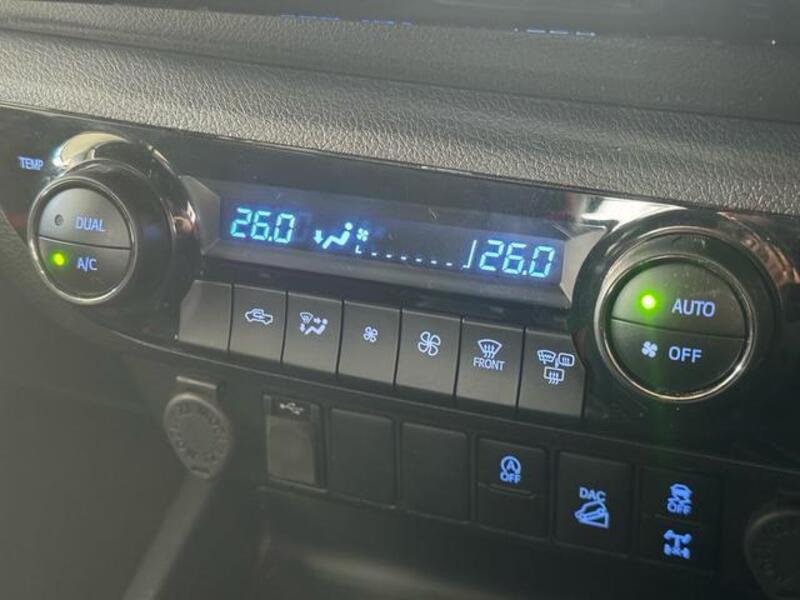 TEMP
DUAL
A/C
26.0
26.0
AUTO
OFF
FRONT
A
OFF
DAC
OFF